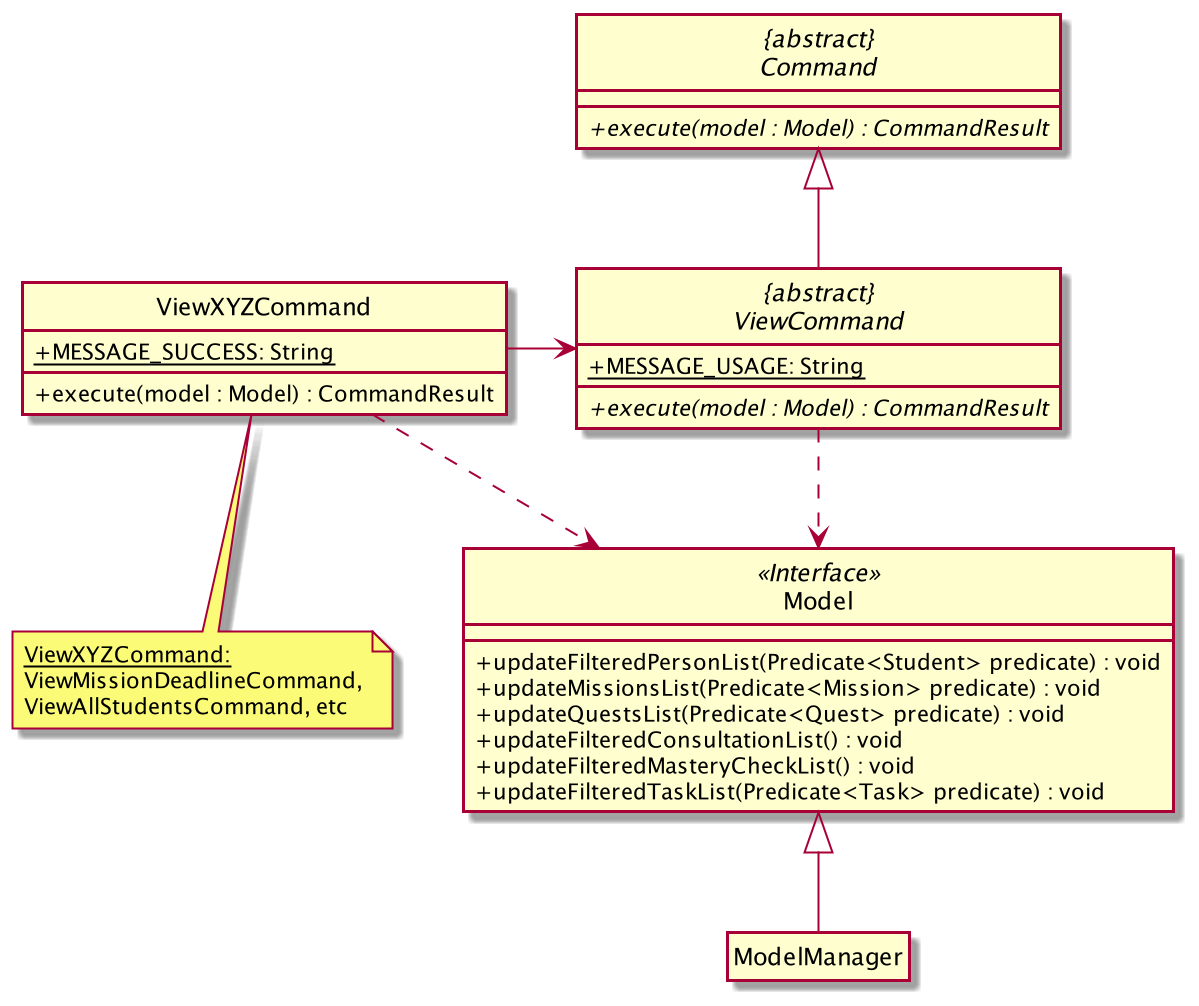 {abstract}
Command
+execute(model : Model) : CommandResult
ViewXYZCommand
+MESSAGE_SUCCESS: String
+execute(model : Model) : CommandResult
{abstract}
ViewCommand
+MESSAGE_USAGE: String
+execute(model : Model) : CommandResult
ViewXYZCommand:
ViewMissionDeadlineCommand,
ViewAllStudentsCommand, etc
«Interface»
Model
+updateFilteredPersonList(Predicate<Student> predicate) : void
+updateMissionsList(Predicate<Mission> predicate) : void
+updateQuestsList(Predicate<Quest> predicate) : void
+updateFilteredConsultationList() : void
+updateFilteredMasteryCheckList() : void
+updateFilteredTaskList(Predicate<Task> predicate) : void
ModelManager